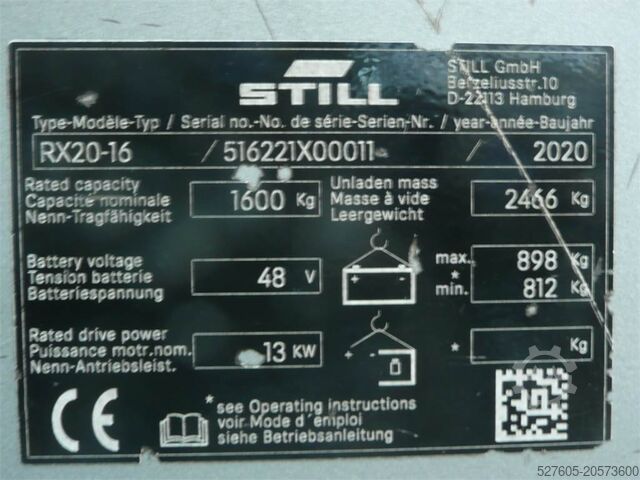 STILL
STILL GmbH
Berzeliusstr.10
D-22113 Hamburg
Type-Modèle-Typ / Serial no.-No. de série-Serien-Nr. / year-année-Baujahr
RX20-16 / 516221X00011 / 2020
Rated capacity
Capacité nominale
Nenn-Tragfähigkeit
1600 Kg
Unladen mass
Masse à vide
Leergewicht
2466 Kg
Battery voltage
Tension batterie
Batteriespannung
48 V
- +
max. 898 Kg
*
min. 812 Kg
Rated drive power
Puissance motr.nom.
Nenn-Antriebsleist.
13 KW
+ -
* Kg
CE
*see Operating instructions
voir Mode d'emploi
siehe Betriebsanleitung
527605-20573600